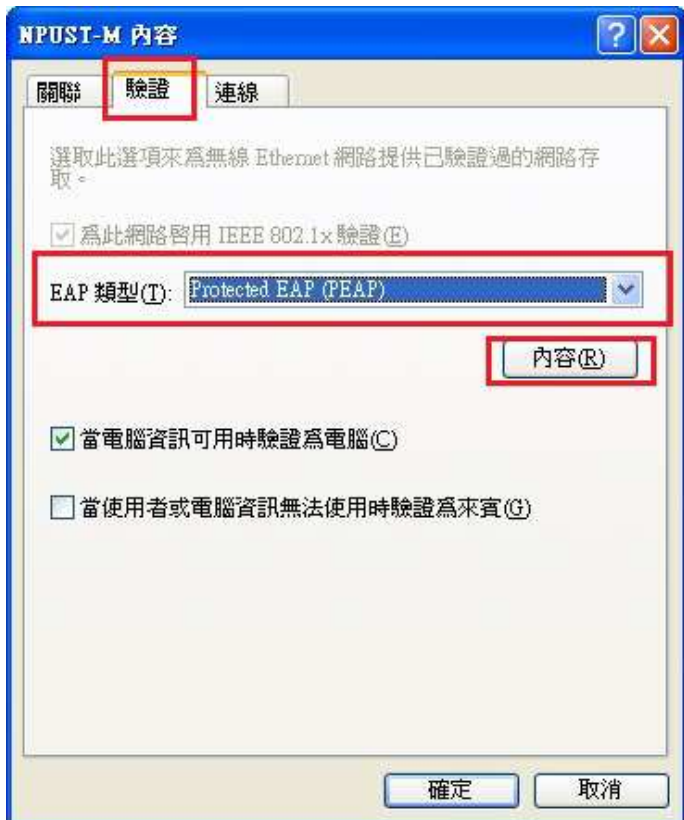 NPUST-M 內容
關聯
驗證
連線
選取此選項來為無線 Ethernet 網路提供已驗證過的網路存
取。
為此網路啓用 IEEE 802.1x 驗證(E)
EAP 類型(T): Protected EAP (PEAP)
內容(R)
當電腦資訊可用時驗證為電腦(C)
當使用者或電腦資訊無法使用時驗證為來賓(G)
確定
取消